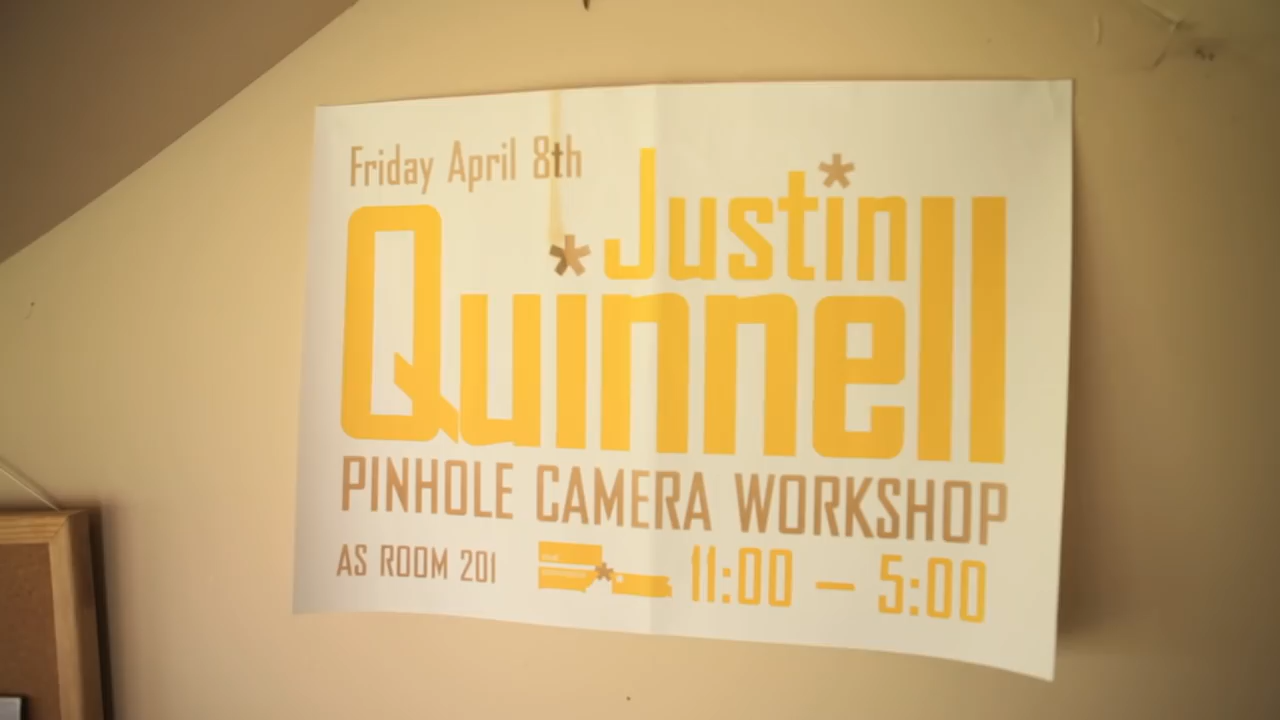 Friday April 8th
Justin
Quinnell
PINHOLE CAMERA WORKSHOP
AS ROOM 201
11:00 – 5:00